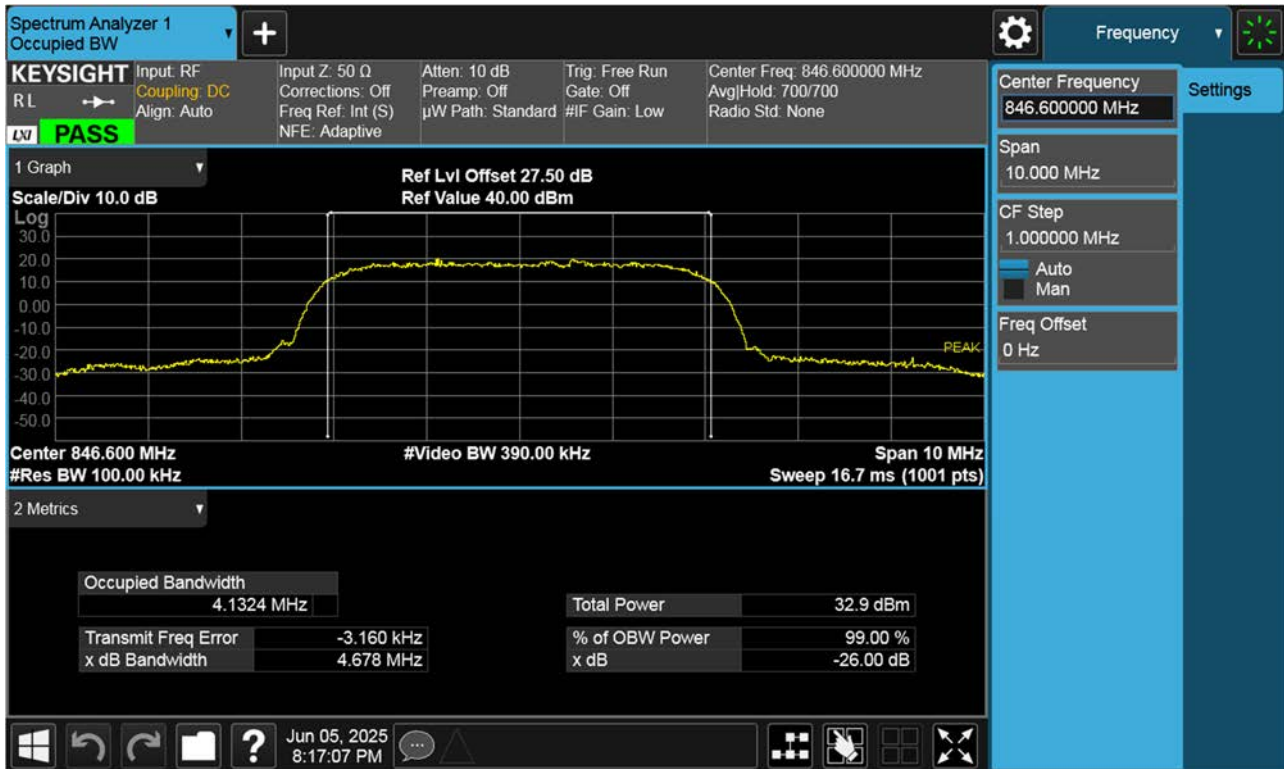 Spectrum Analyzer 1
Occupied BW
+
Frequency
KEYSIGHT
RL
LXI
PASS
Input: RF
Coupling: DC
Align: Auto
Input Z: 50 Ω
Corrections: Off
Freq Ref: Int (S)
NFE: Adaptive
Atten: 10 dB
Preamp: Off
µW Path: Standard
Trig: Free Run
Gate: Off
#IF Gain: Low
Center Freq: 846.600000 MHz
Avg|Hold: 700/700
Radio Std: None
Center Frequency
846.600000 MHz
Settings
Span
10.000 MHz
CF Step
1.000000 MHz
Auto
Man
Freq Offset
0 Hz
1 Graph
Ref Lvl Offset 27.50 dB
Scale/Div 10.0 dB
Ref Value 40.00 dBm
Log
30.0
20.0
10.0
0.00
-10.0
-20.0
-30.0
-40.0
-50.0
PEAK
Center 846.600 MHz
#Video BW 390.00 kHz
Span 10 MHz
#Res BW 100.00 kHz
Sweep 16.7 ms (1001 pts)
2 Metrics
Occupied Bandwidth
4.1324 MHz
Total Power 32.9 dBm
Transmit Freq Error -3.160 kHz
% of OBW Power 99.00 %
x dB Bandwidth 4.678 MHz
x dB -26.00 dB
?
Jun 05, 2025
8:17:07 PM